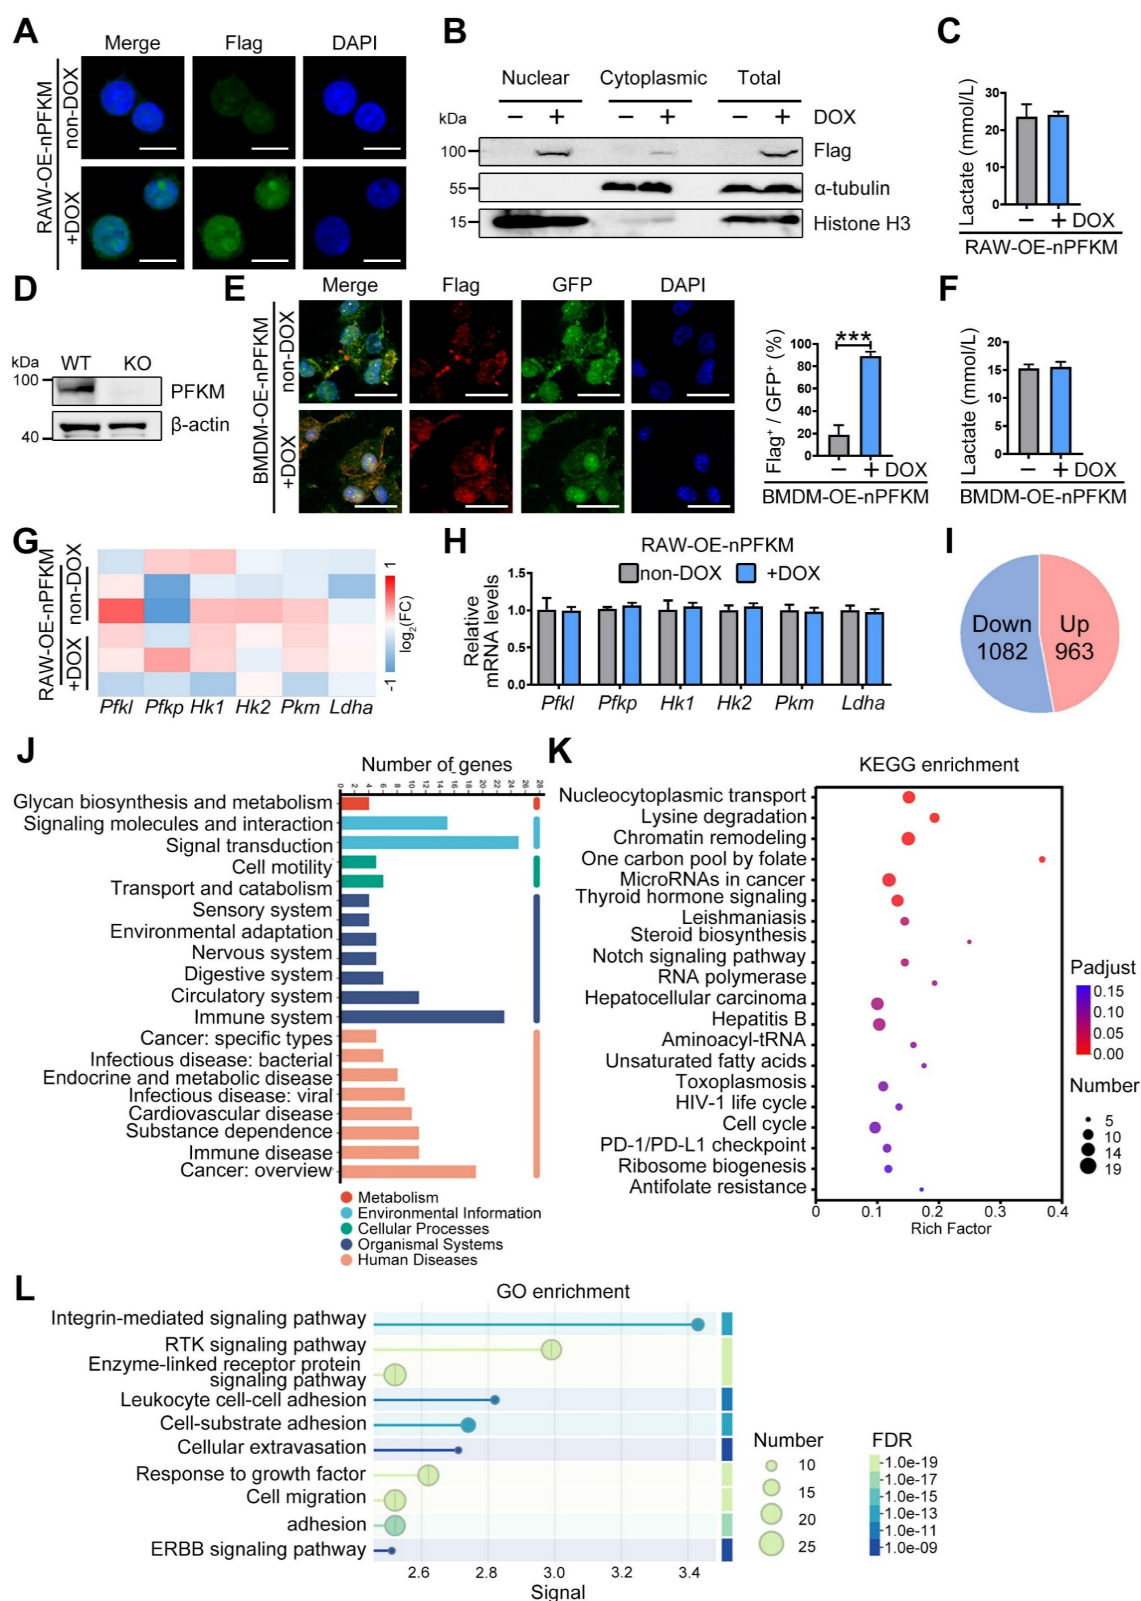 A
Merge Flag DAPI
RAW-OE-nPFKM
non-DOX
+DOX
B
Nuclear Cytoplasmic Total
kDa − + − + − + DOX
100 Flag
55 α-tubulin
15 Histone H3
C
Lactate (mmol/L)
30
20
10
0
− + DOX
RAW-OE-nPFKM
D
kDa WT KO
100 PFKM
40 β-actin
E
Merge Flag GFP DAPI
BMDM-OE-nPFKM
non-DOX
+DOX
Flag⁺ / GFP⁺ (%)
100
80
60
40
20
0
***
− + DOX
BMDM-OE-nPFKM
F
Lactate (mmol/L)
20
15
10
5
0
− + DOX
BMDM-OE-nPFKM
G
RAW-OE-nPFKM
non-DOX
+DOX
Pfkl Pfkp Hk1 Hk2 Pkm Ldha
1
log₂(FC)
-1
H
RAW-OE-nPFKM
non-DOX +DOX
Relative
mRNA levels
1.5
1.0
0.5
0.0
Pfkl Pfkp Hk1 Hk2 Pkm Ldha
I
Down
1082
Up
963
J
Number of genes
0 2 4 6 8 10 12 14 16 18 20 22 24 26 28
Glycan biosynthesis and metabolism
Signaling molecules and interaction
Signal transduction
Cell motility
Transport and catabolism
Sensory system
Environmental adaptation
Nervous system
Digestive system
Circulatory system
Immune system
Cancer: specific types
Infectious disease: bacterial
Endocrine and metabolic disease
Infectious disease: viral
Cardiovascular disease
Substance dependence
Immune disease
Cancer: overview
Metabolism
Environmental Information
Cellular Processes
Organismal Systems
Human Diseases
K
KEGG enrichment
Nucleocytoplasmic transport
Lysine degradation
Chromatin remodeling
One carbon pool by folate
MicroRNAs in cancer
Thyroid hormone signaling
Leishmaniasis
Steroid biosynthesis
Notch signaling pathway
RNA polymerase
Hepatocellular carcinoma
Hepatitis B
Aminoacyl-tRNA
Unsaturated fatty acids
Toxoplasmosis
HIV-1 life cycle
Cell cycle
PD-1/PD-L1 checkpoint
Ribosome biogenesis
Antifolate resistance
0 0.1 0.2 0.3 0.4
Rich Factor
Padjust
0.15
0.10
0.05
0.00
Number
5
10
14
19
L
GO enrichment
Integrin-mediated signaling pathway
RTK signaling pathway
Enzyme-linked receptor protein
signaling pathway
Leukocyte cell-cell adhesion
Cell-substrate adhesion
Cellular extravasation
Response to growth factor
Cell migration
adhesion
ERBB signaling pathway
2.6 2.8 3.0 3.2 3.4
Signal
Number
10
15
20
25
FDR
1.0e-19
1.0e-17
1.0e-15
1.0e-13
1.0e-11
1.0e-09